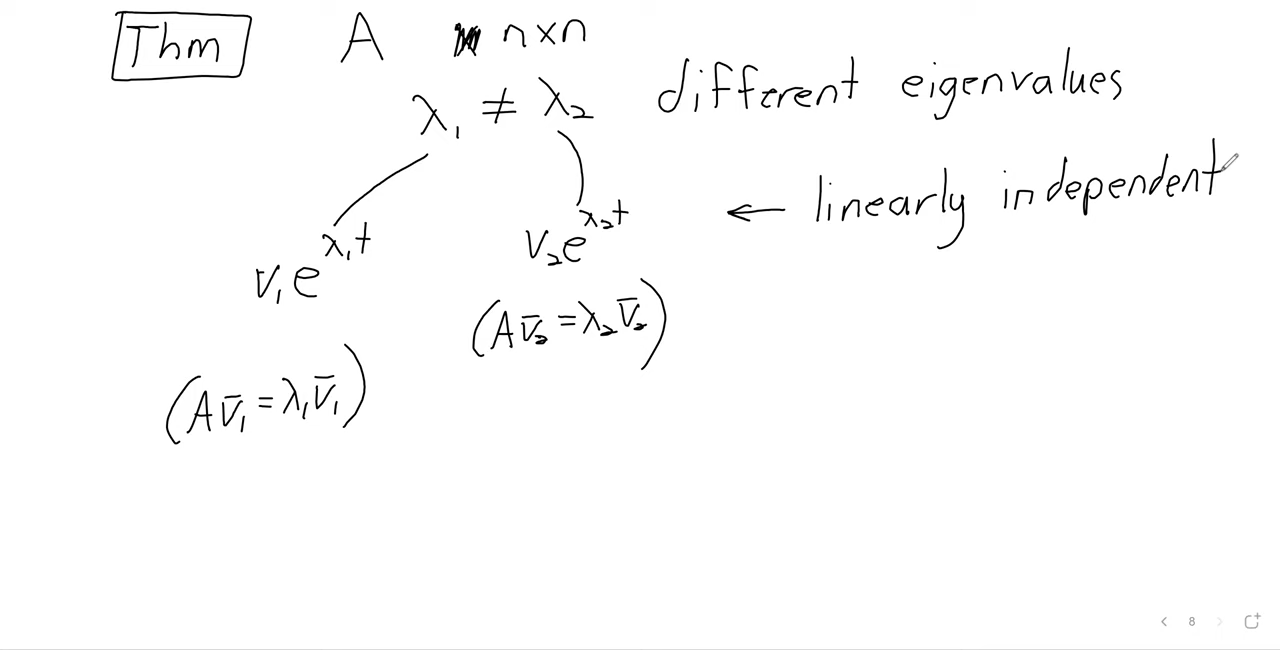 Thm A n×n
λ₁ ≠ λ₂ different eigenvalues
v₁e^{λ₁t} v₂e^{λ₂t} ← linearly independent
(Av̄₂ = λ₂v̄₂)
(Av̄₁ = λ₁v̄₁)
8